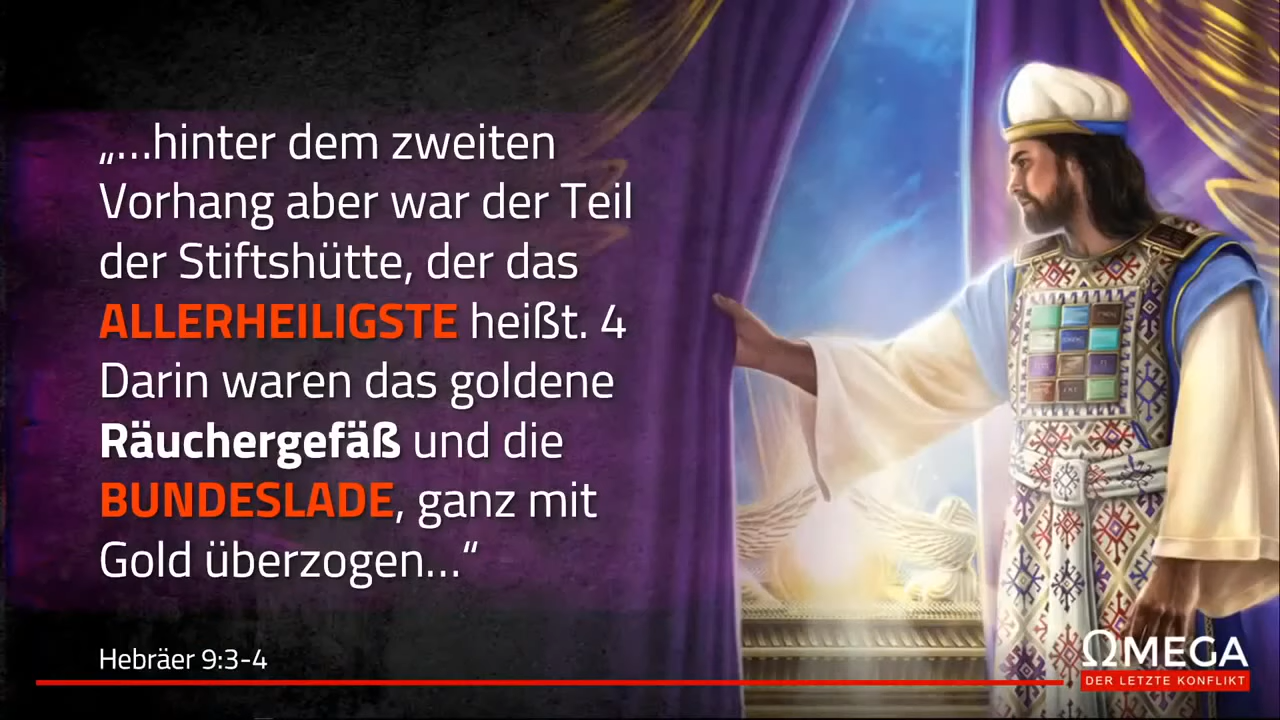 „...hinter dem zweiten
Vorhang aber war der Teil
der Stiftshütte, der das
ALLERHEILIGSTE heißt. 4
Darin waren das goldene
Räuchergefäß und die
BUNDESLADE, ganz mit
Gold überzogen...“
Hebräer 9:3-4
ΩMEGA
DER LETZTE KONFLIKT